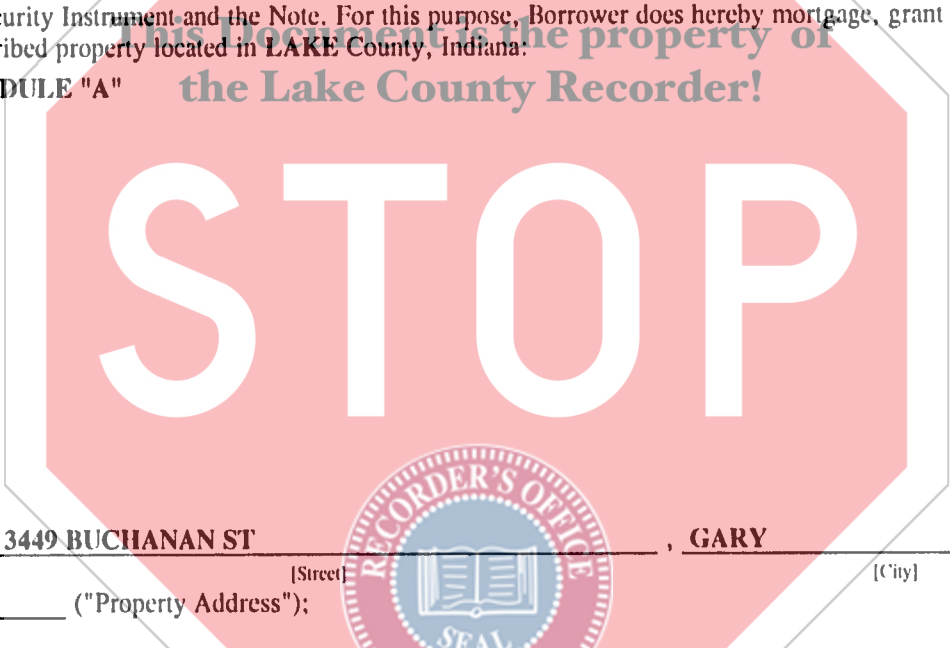 curity Instrument and the Note. For this purpose, Borrower does hereby mortgage, grant
This Document is the property of
ribed property located in LAKE County, Indiana:
DULE "A"
the Lake County Recorder!
STOP
RECORDER'S OFFICE
3449 BUCHANAN ST , GARY
[Street] [City]
("Property Address");
SEAL